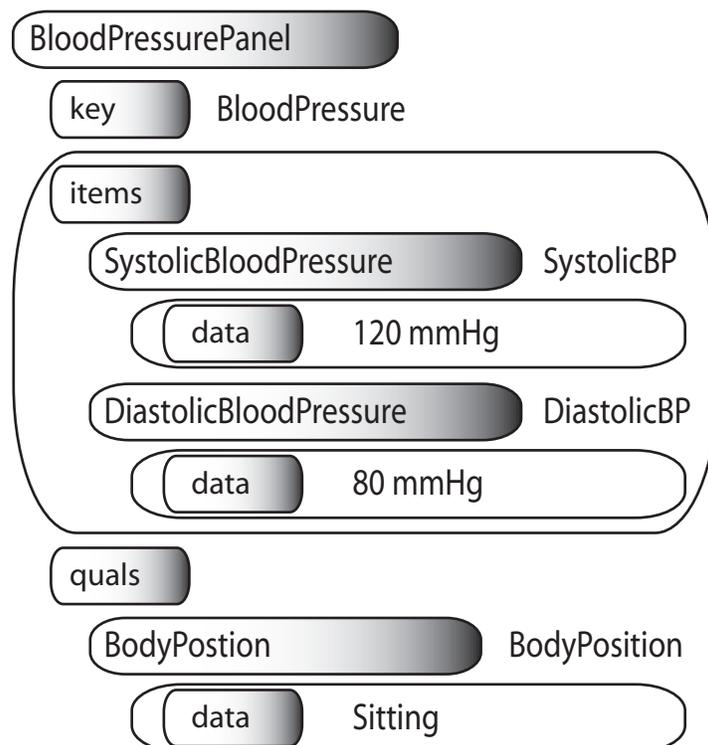 BloodPressurePanel
key BloodPressure
items
SystolicBloodPressure SystolicBP
data 120 mmHg
DiastolicBloodPressure DiastolicBP
data 80 mmHg
quals
BodyPostion BodyPosition
data Sitting